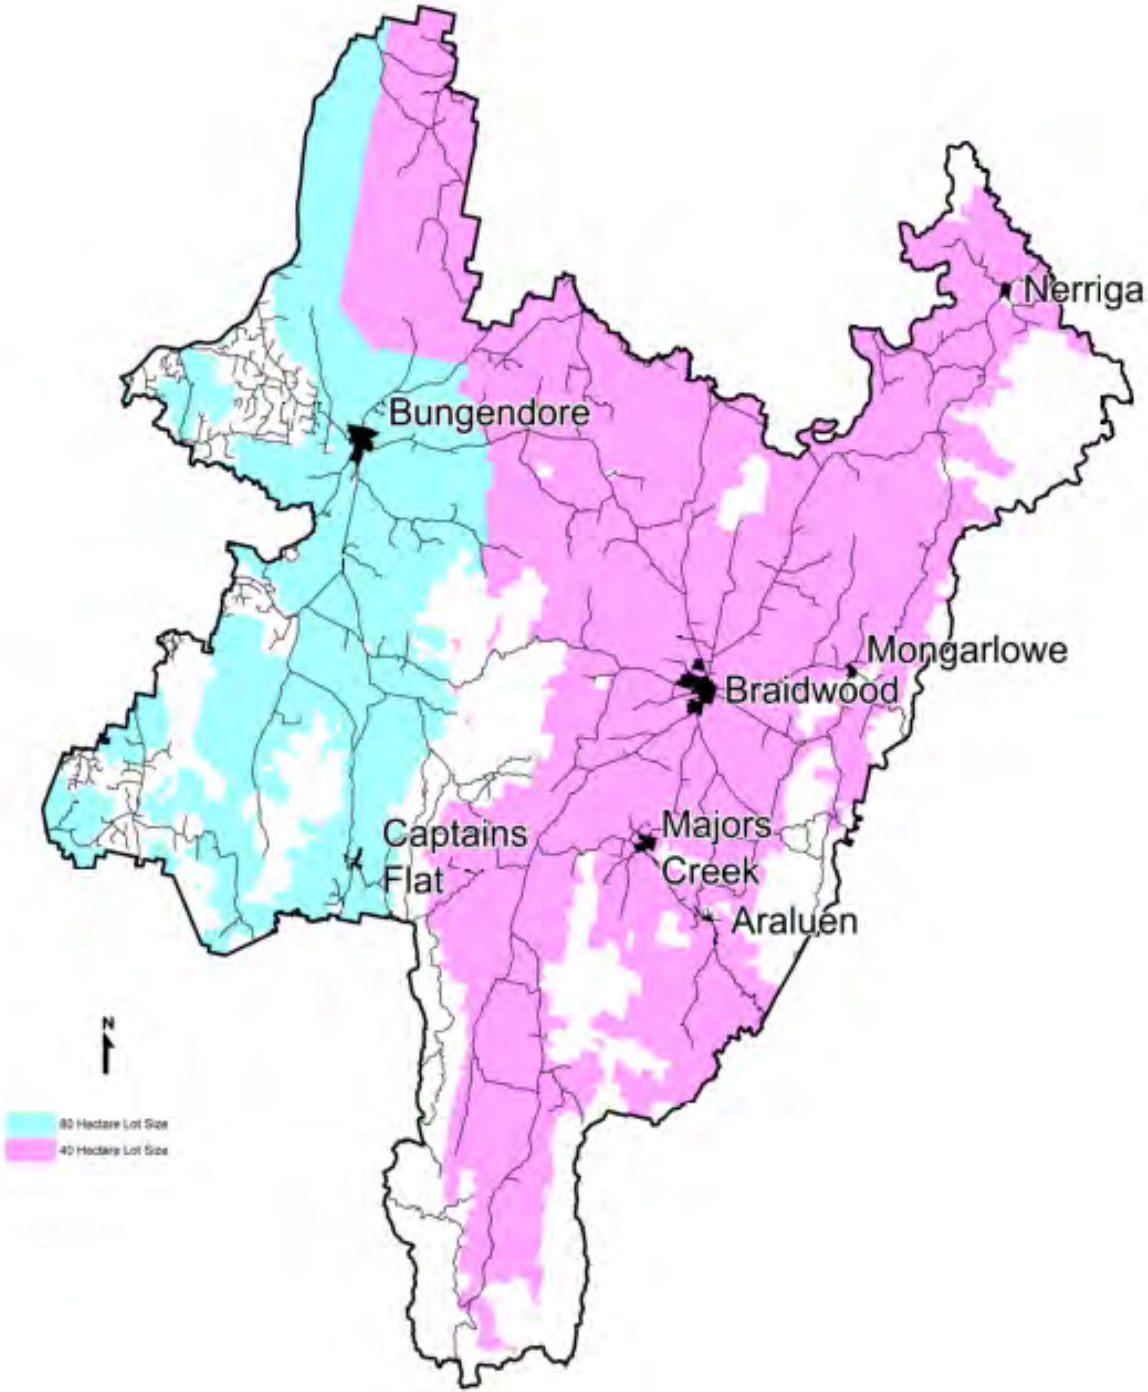 Nerriga
Bungendore
Mongarlowe
Braidwood
Captains
Flat
Majors
Creek
Araluen
N
80 Hectare Lot Size
40 Hectare Lot Size